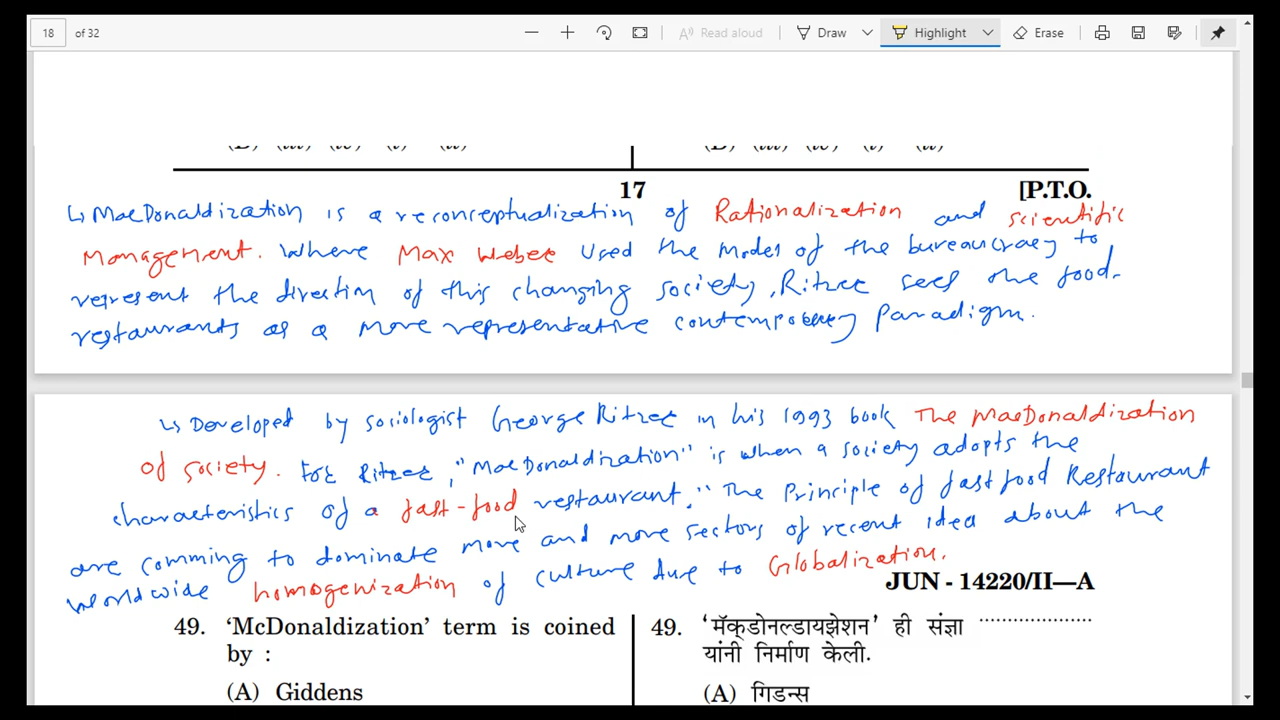 18 of 32 Read aloud Draw Highlight Erase
17
[P.T.O.
↳ MacDonaldization is a reconceptualization of Rationalization and scientific
Management. Where Max Weber Used the Modes of the bureaucracy to
represent the direction of this changing society, Ritzer sees the food-
restaurants as a more representative contemporary Paradigm.
↳ Developed by sociologist George Ritzer in his 1993 book The MacDonaldization
of society. For Ritzer, "MacDonaldization" is when a society adopts the
characteristics of a fast-food restaurant." The Principle of fastfood Restaurant
are comming to dominate more and more sectors of recent idea about the
worldwide homogenization of culture due to Globalization.
JUN - 14220/II—A
49. 'McDonaldization' term is coined
by :
(A) Giddens
49. 'मॅक्डोनल्डायझेशन' ही संज्ञा ....................
यांनी निर्माण केली.
(A) गिडन्स